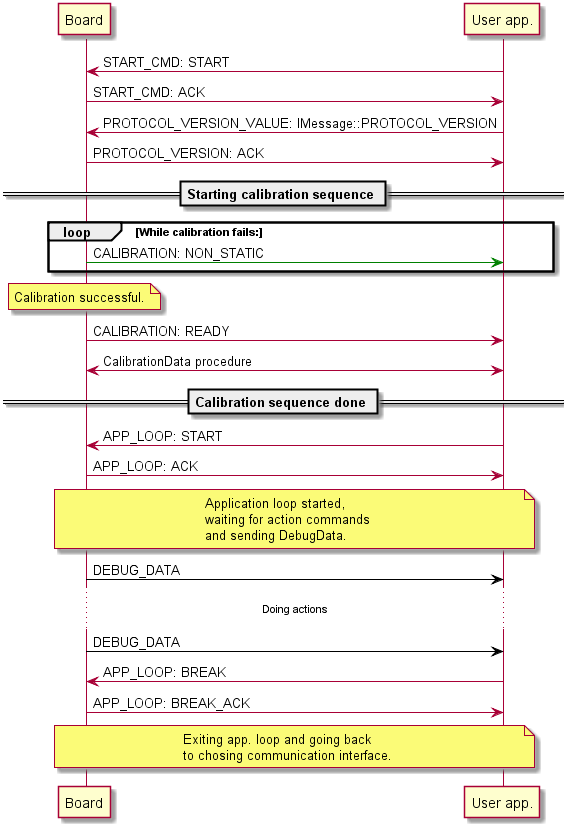 Board
User app.
START_CMD: START
START_CMD: ACK
PROTOCOL_VERSION_VALUE: IMessage::PROTOCOL_VERSION
PROTOCOL_VERSION: ACK
Starting calibration sequence
loop
[While calibration fails:]
CALIBRATION: NON_STATIC
Calibration successful.
CALIBRATION: READY
CalibrationData procedure
Calibration sequence done
APP_LOOP: START
APP_LOOP: ACK
Application loop started,
waiting for action commands
and sending DebugData.
DEBUG_DATA
Doing actions
DEBUG_DATA
APP_LOOP: BREAK
APP_LOOP: BREAK_ACK
Exiting app. loop and going back
to chosing communication interface.
Board
User app.